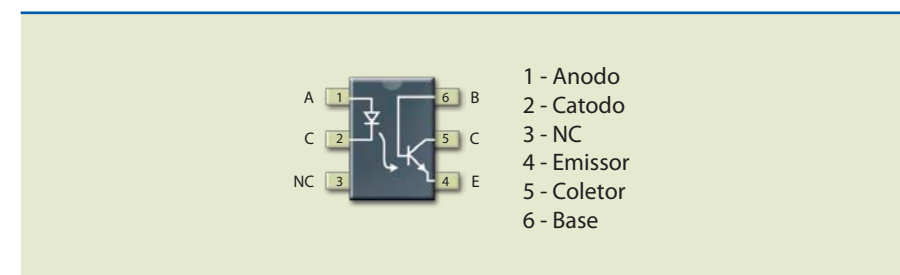 A 1 6 B
C 2 5 C
NC 3 4 E
1 - Anodo
2 - Catodo
3 - NC
4 - Emissor
5 - Coletor
6 - Base